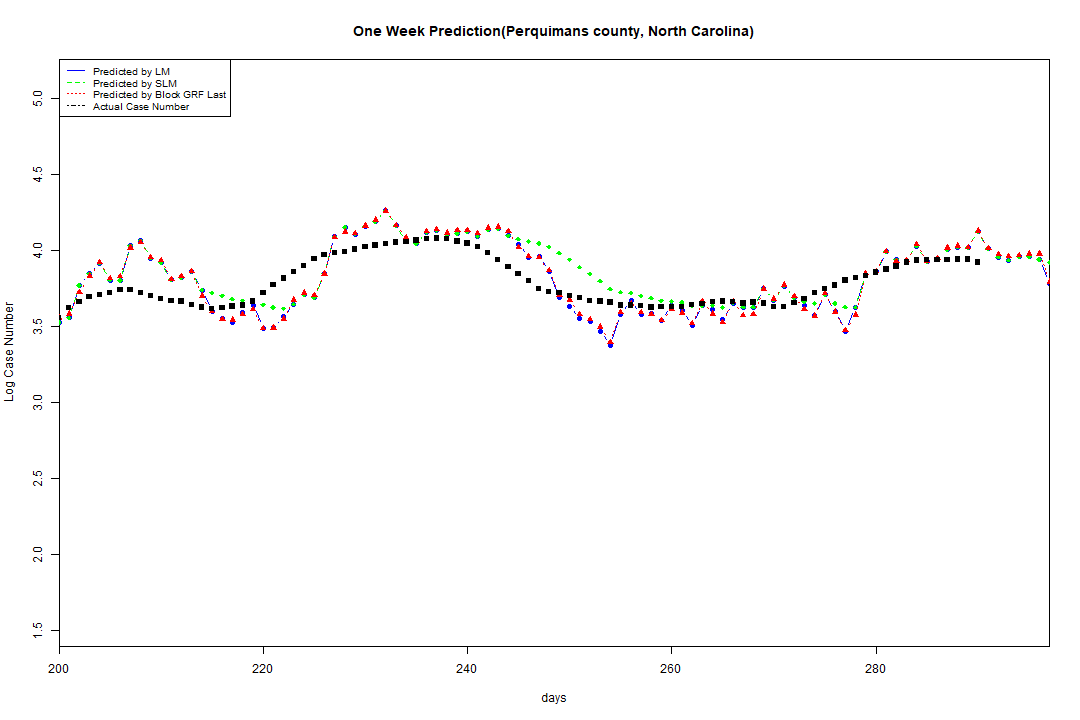 One Week Prediction(Perquimans county, North Carolina)
Predicted by LM
Predicted by SLM
Predicted by Block GRF Last
Actual Case Number
5.0
4.5
4.0
3.5
3.0
2.5
2.0
1.5
Log Case Number
200 220 240 260 280
days